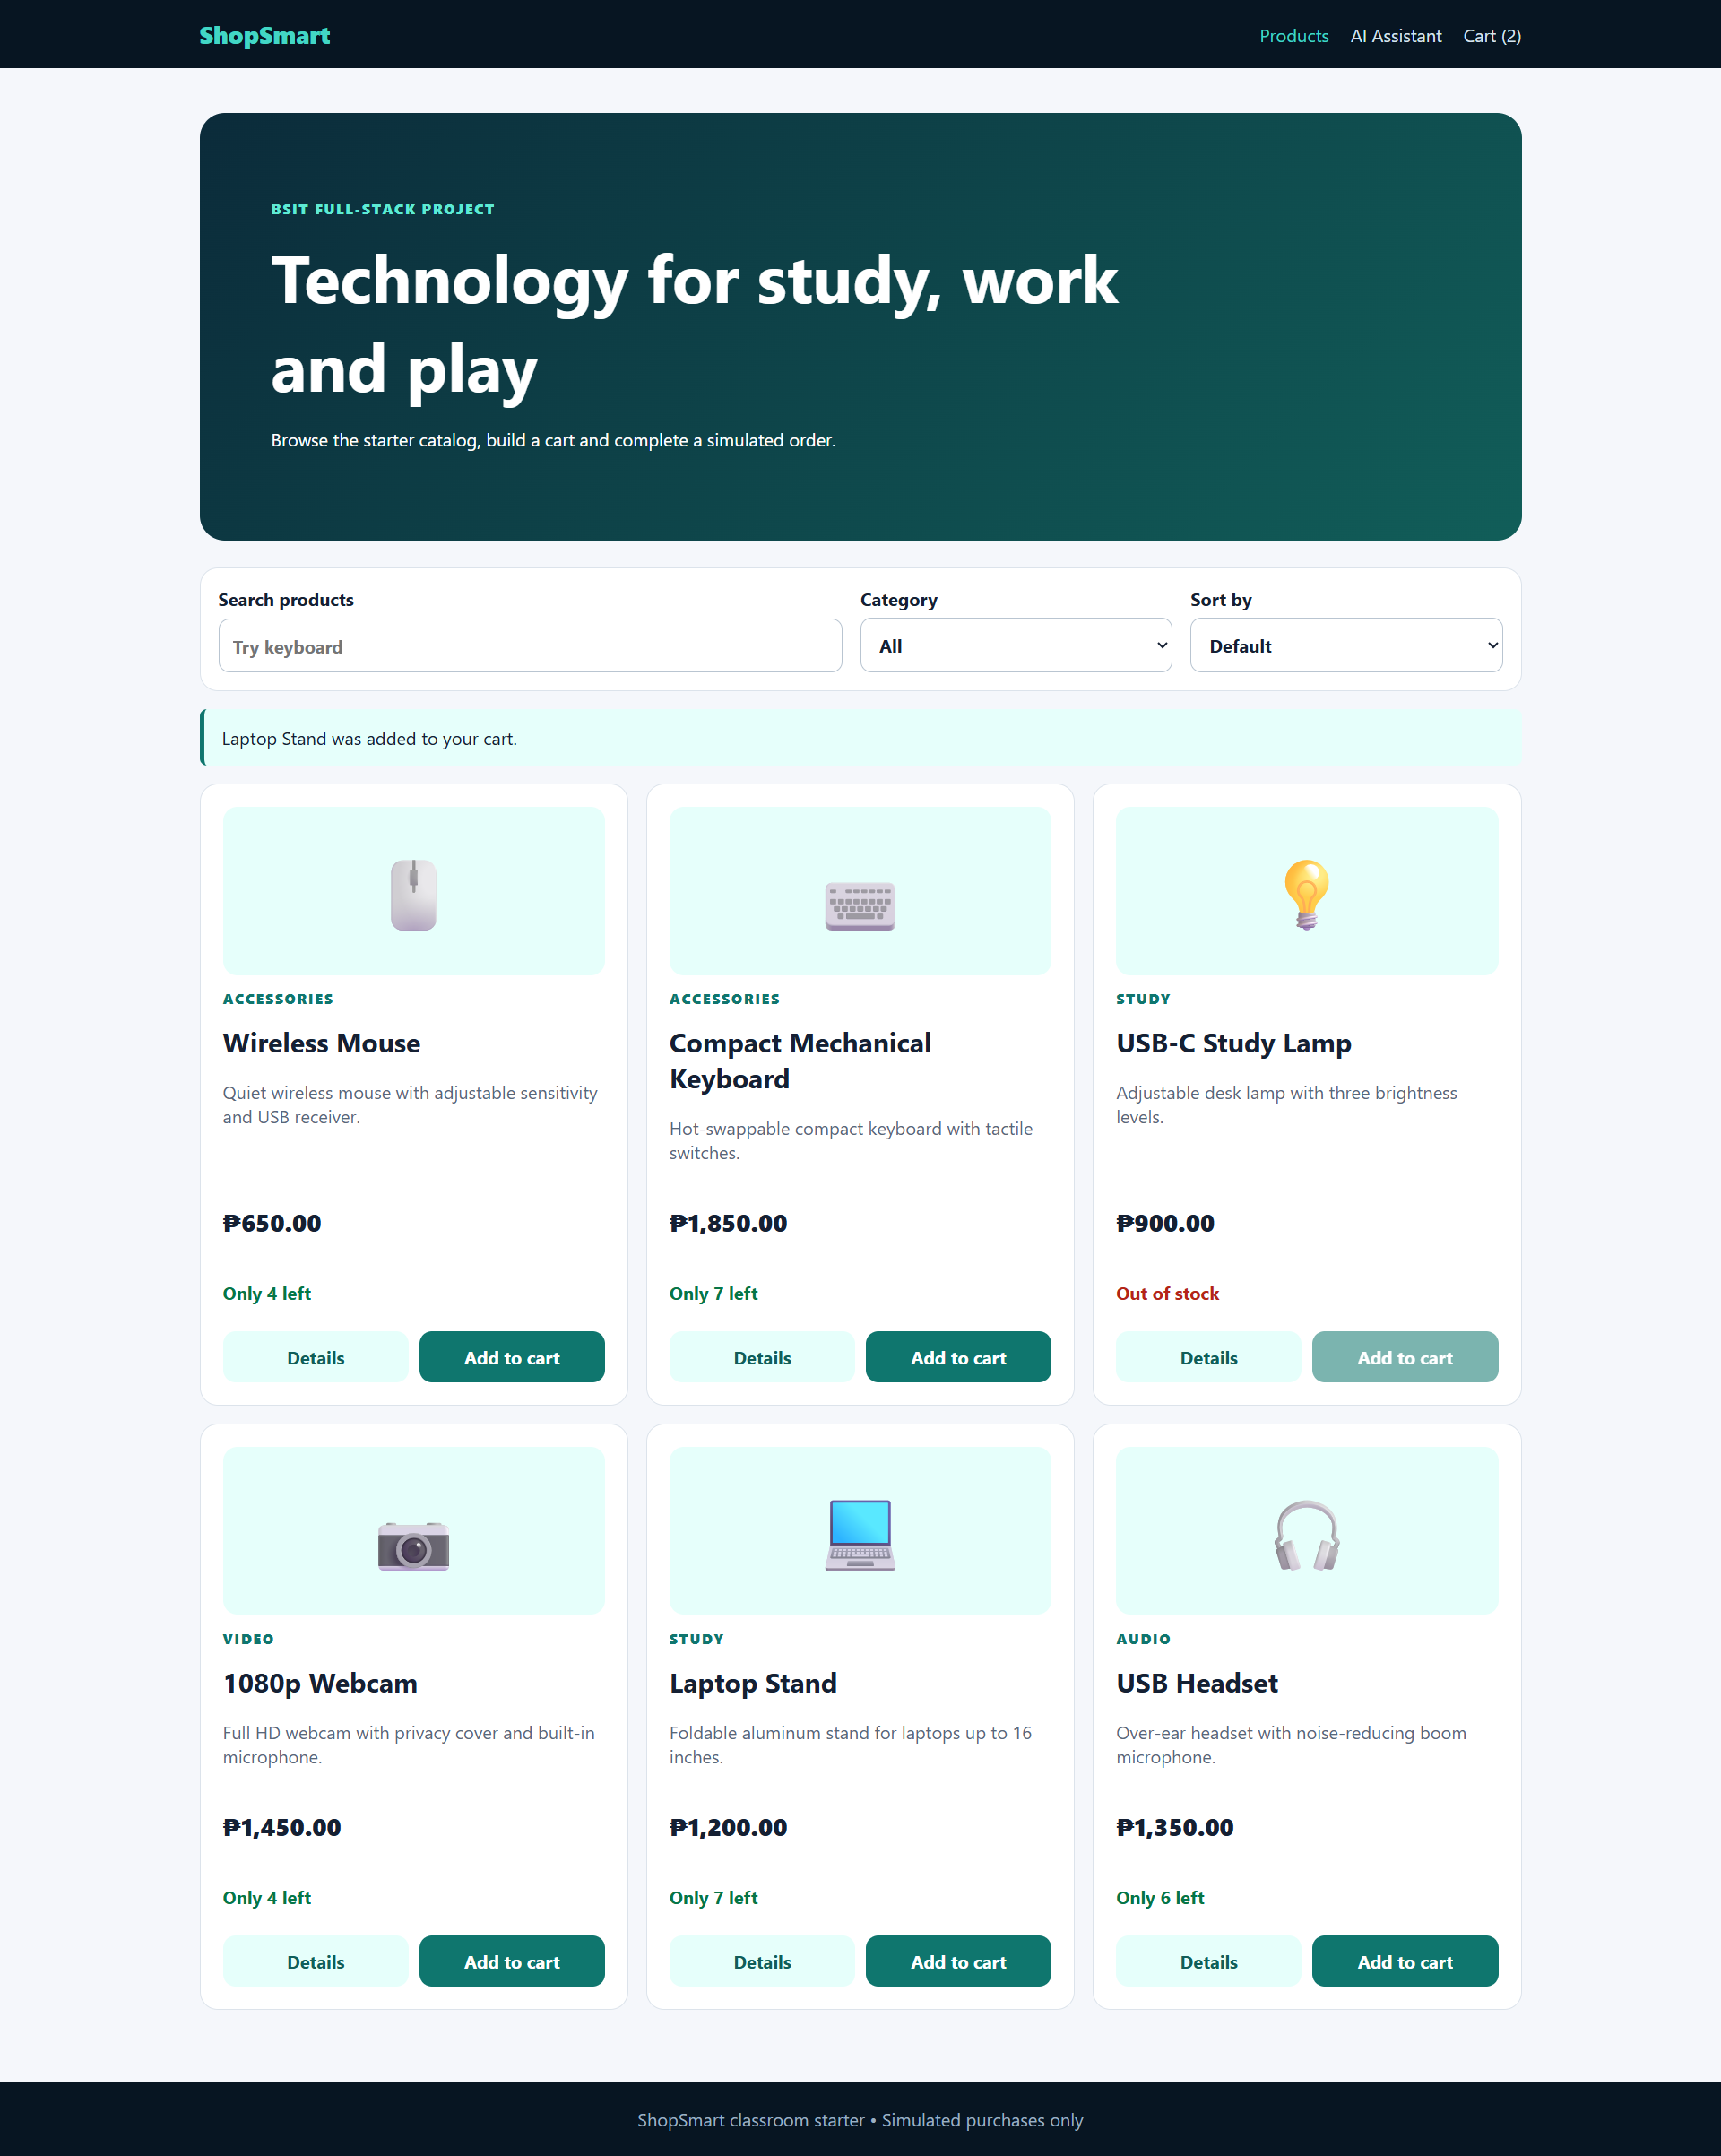 ShopSmart
Products AI Assistant Cart (2)
BSIT FULL-STACK PROJECT
Technology for study, work
and play
Browse the starter catalog, build a cart and complete a simulated order.
Search products
Try keyboard
Category
All
Sort by
Default
Laptop Stand was added to your cart.
ACCESSORIES
Wireless Mouse
Quiet wireless mouse with adjustable sensitivity
and USB receiver.
₱650.00
Only 4 left
Details
Add to cart
ACCESSORIES
Compact Mechanical
Keyboard
Hot-swappable compact keyboard with tactile
switches.
₱1,850.00
Only 7 left
Details
Add to cart
STUDY
USB-C Study Lamp
Adjustable desk lamp with three brightness
levels.
₱900.00
Out of stock
Details
Add to cart
VIDEO
1080p Webcam
Full HD webcam with privacy cover and built-in
microphone.
₱1,450.00
Only 4 left
Details
Add to cart
STUDY
Laptop Stand
Foldable aluminum stand for laptops up to 16
inches.
₱1,200.00
Only 7 left
Details
Add to cart
AUDIO
USB Headset
Over-ear headset with noise-reducing boom
microphone.
₱1,350.00
Only 6 left
Details
Add to cart
ShopSmart classroom starter • Simulated purchases only